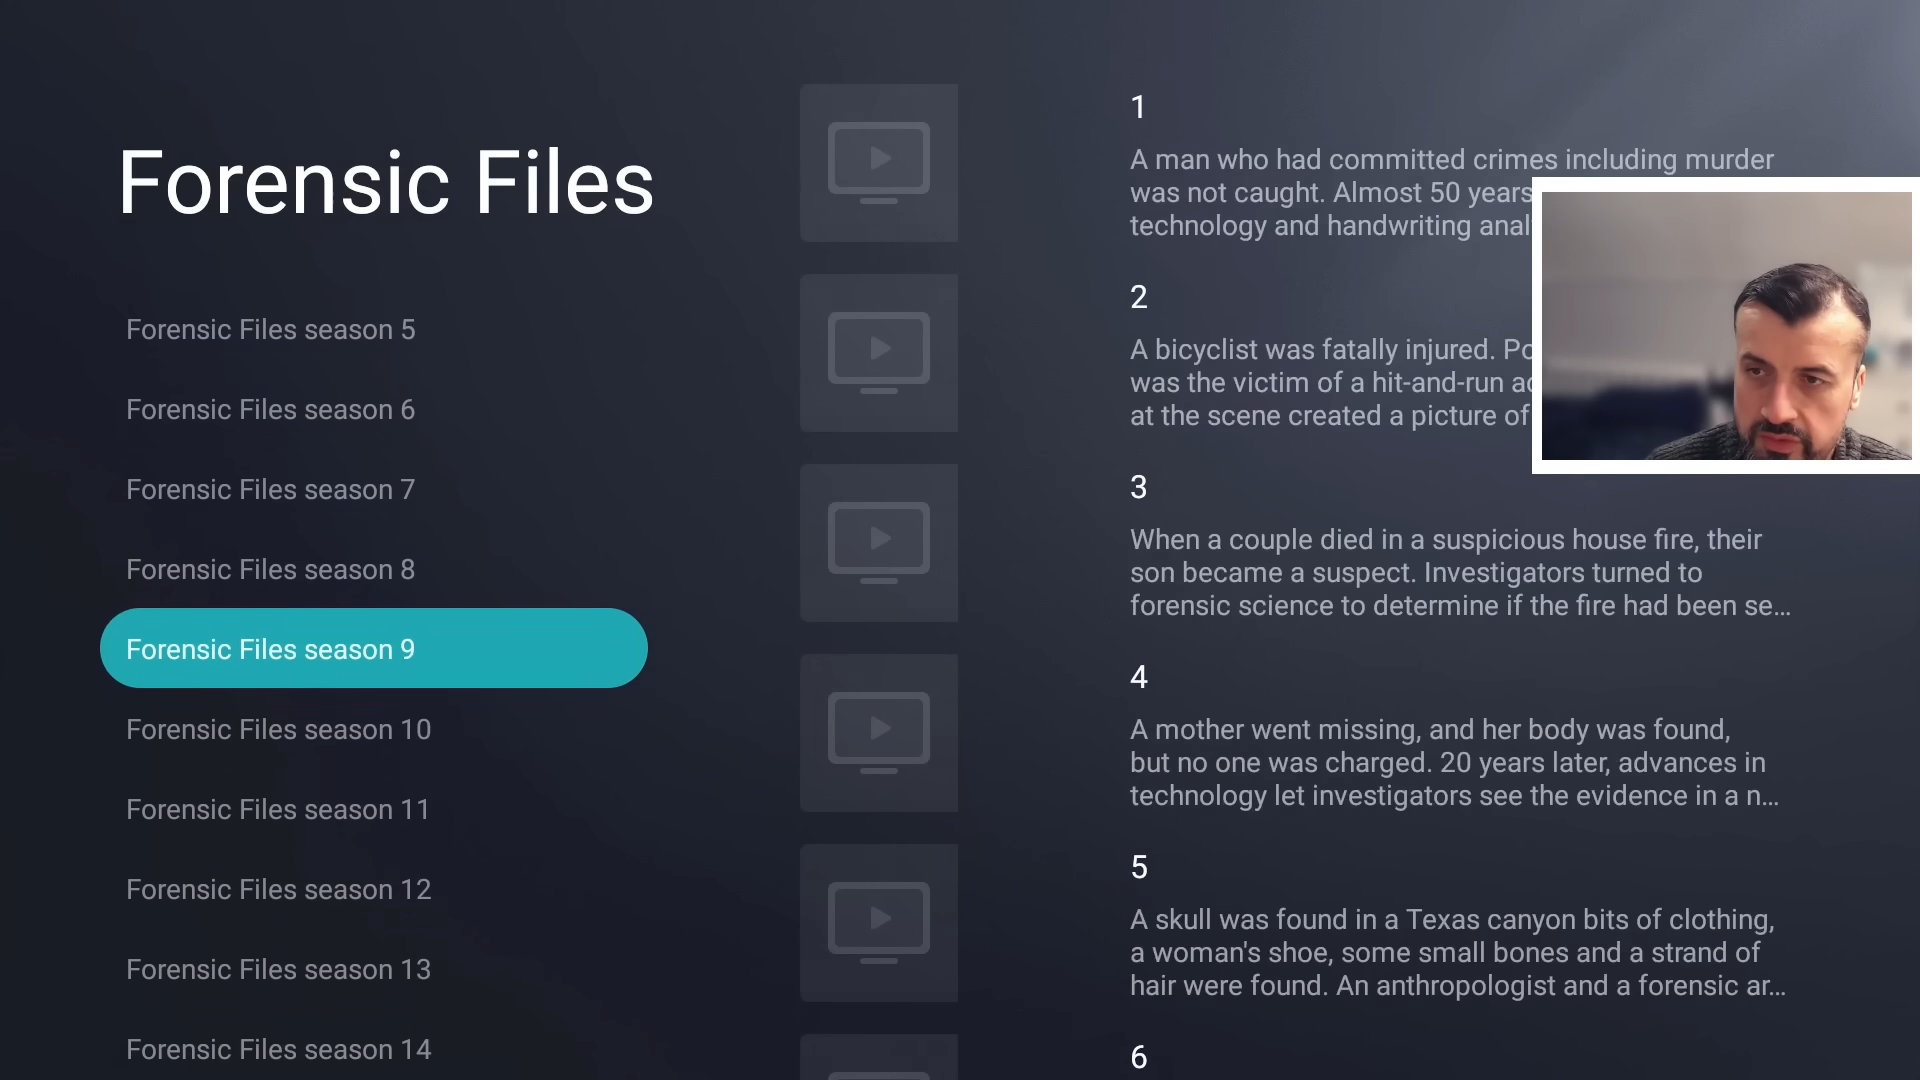 Forensic Files
Forensic Files season 5
Forensic Files season 6
Forensic Files season 7
Forensic Files season 8
Forensic Files season 9
Forensic Files season 10
Forensic Files season 11
Forensic Files season 12
Forensic Files season 13
Forensic Files season 14
1
A man who had committed crimes including murder
was not caught. Almost 50 years
technology and handwriting
2
A bicyclist was fatally injured.
was the victim of a hit-and-run
at the scene created a picture of
3
When a couple died in a suspicious house fire, their
son became a suspect. Investigators turned to
forensic science to determine if the fire had been se...
4
A mother went missing, and her body was found,
but no one was charged. 20 years later, advances in
technology let investigators see the evidence in a n...
5
A skull was found in a Texas canyon bits of clothing,
a woman's shoe, some small bones and a strand of
hair were found. An anthropologist and a forensic ar...
6